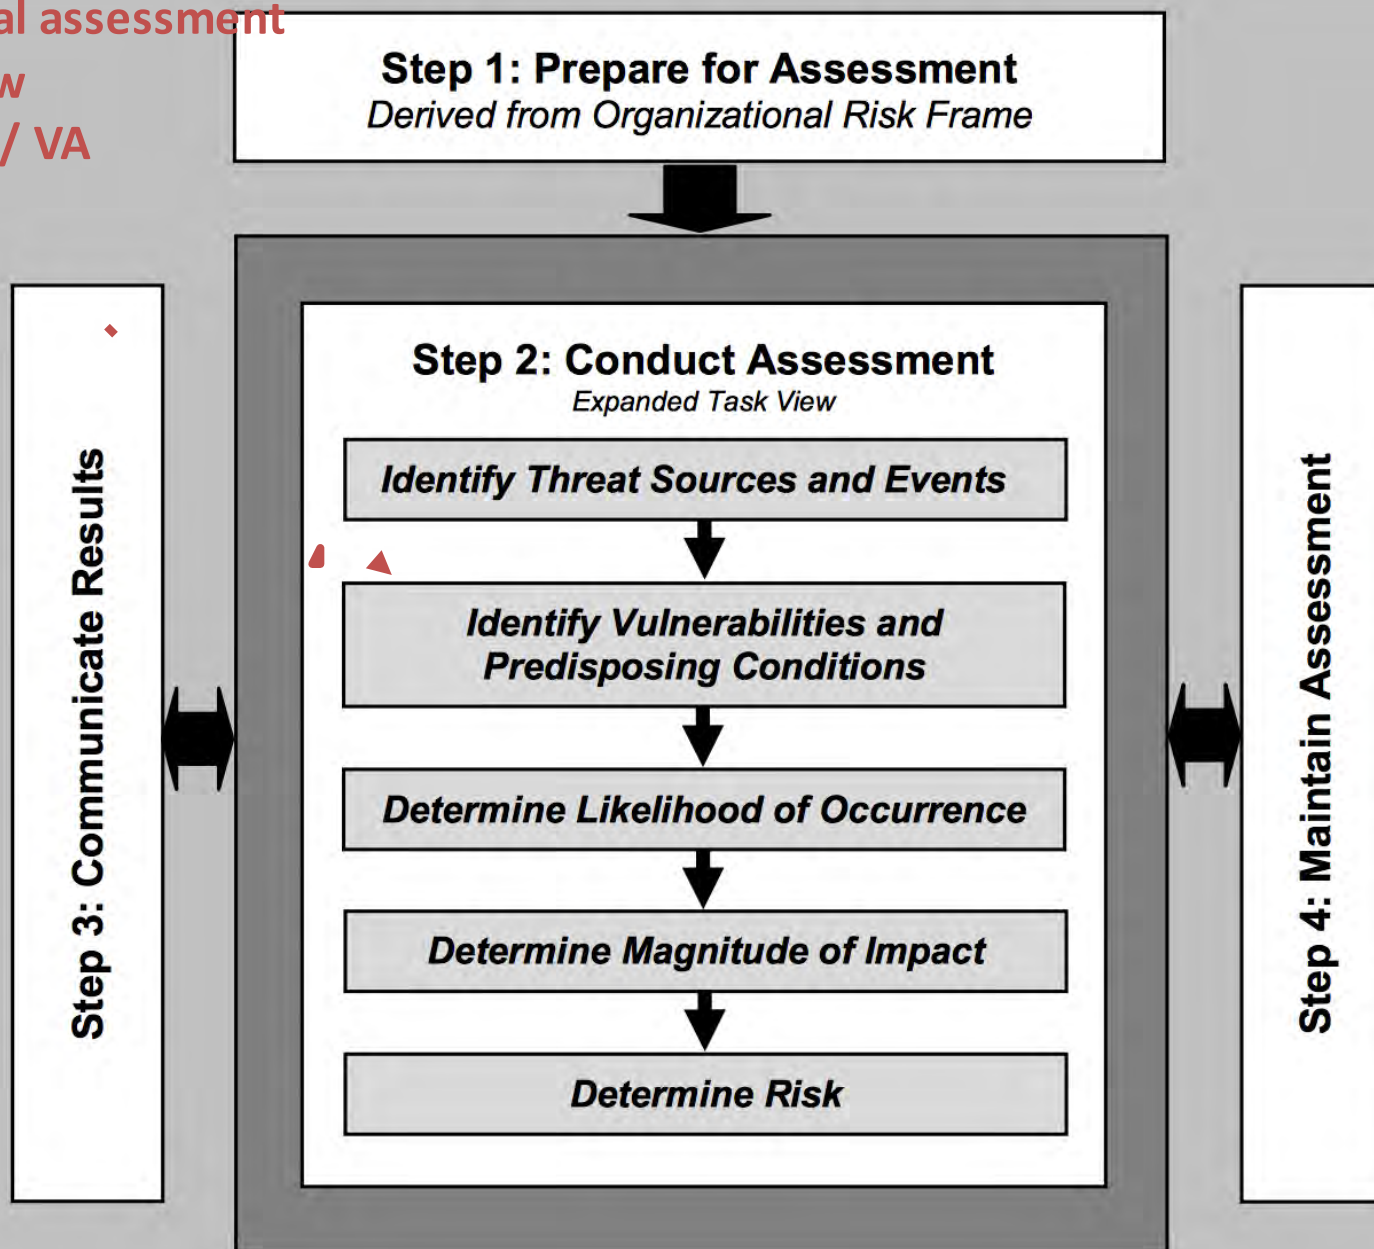 al assessment
w
/ VA
Step 1: Prepare for Assessment
Derived from Organizational Risk Frame
Step 3: Communicate Results
Step 2: Conduct Assessment
Expanded Task View
Identify Threat Sources and Events
Identify Vulnerabilities and
Predisposing Conditions
Determine Likelihood of Occurrence
Determine Magnitude of Impact
Determine Risk
Step 4: Maintain Assessment